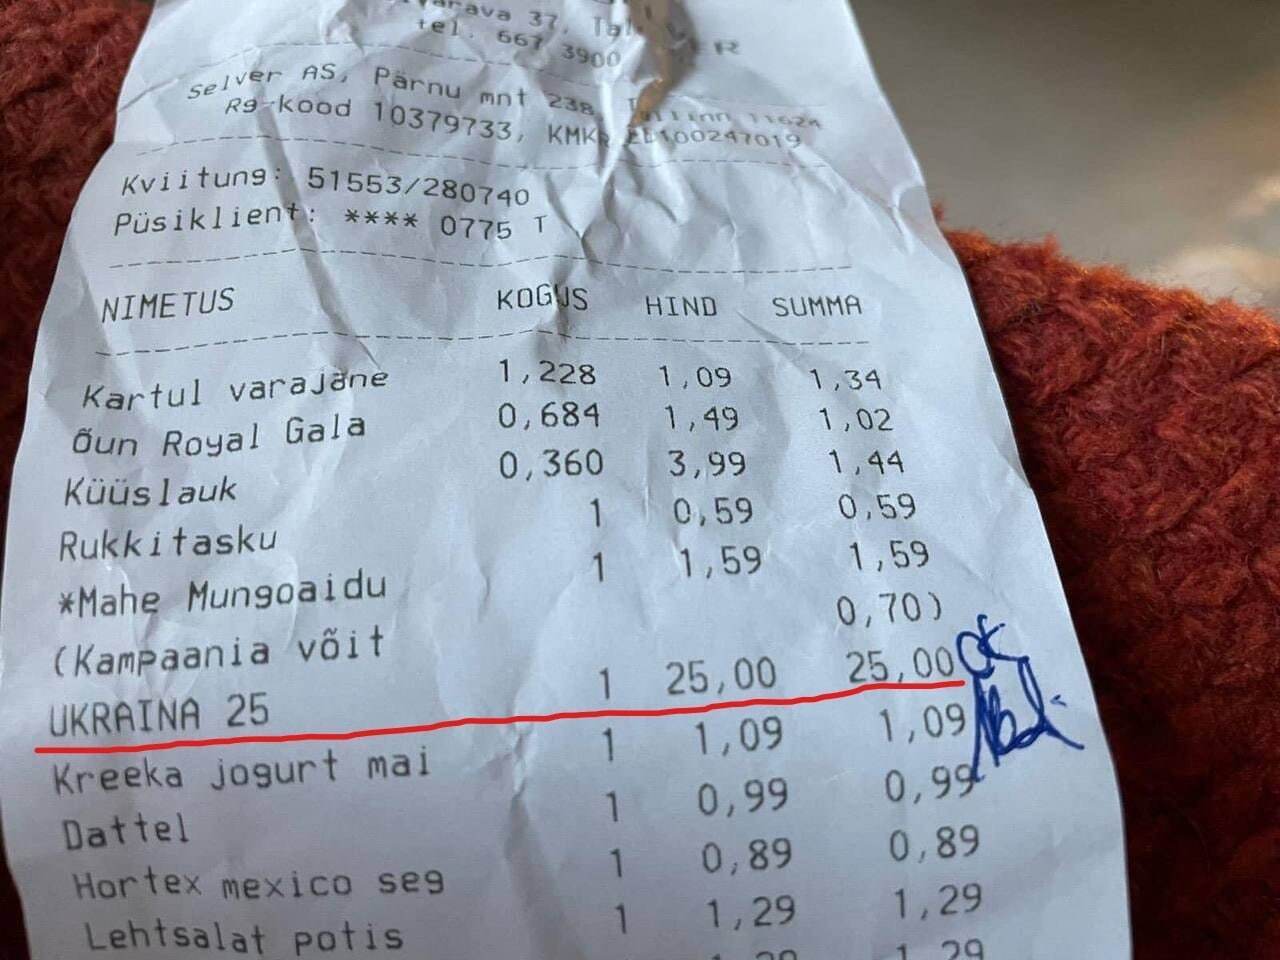 37,
tel. 667 3900
Selver AS, Pärnu mnt 238, Tallinn 11624
Rg-kood 10379733, KMKR EE100247019
Kviitung: 51553/280740
Püsiklient: **** 0775 T
NIMETUS KOGUS HIND SUMMA
Kartul varajane 1,228 1,09 1,34
Õun Royal Gala 0,684 1,49 1,02
Küüslauk 0,360 3,99 1,44
Rukkitasku 1 0,59 0,59
*Mahe Mungoaidu 1 1,59 1,59
(Kampaania võit 0,70)
UKRAINA 25 1 25,00 25,00
Kreeka jogurt mai 1 1,09 1,09
Dattel 1 0,99 0,99
Hortex mexico seg 1 0,89 0,89
Lehtsalat potis 1 1,29 1,29